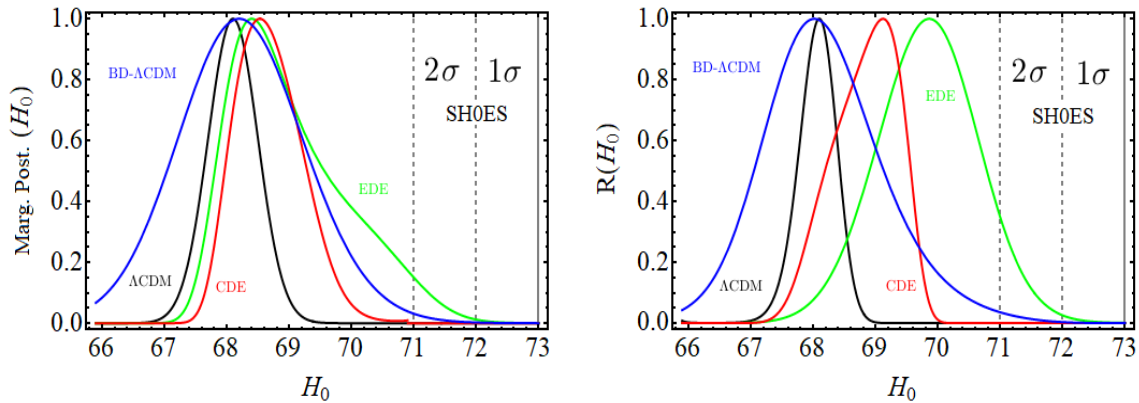 Marg. Post. (H₀)
1.0
0.8
0.6
0.4
0.2
0.0
BD-ΛCDM
2σ 1σ
SH0ES
EDE
ΛCDM
CDE
66 67 68 69 70 71 72 73
H₀
R(H₀)
1.0
0.8
0.6
0.4
0.2
0.0
BD-ΛCDM
EDE
2σ 1σ
SH0ES
ΛCDM
CDE
66 67 68 69 70 71 72 73
H₀